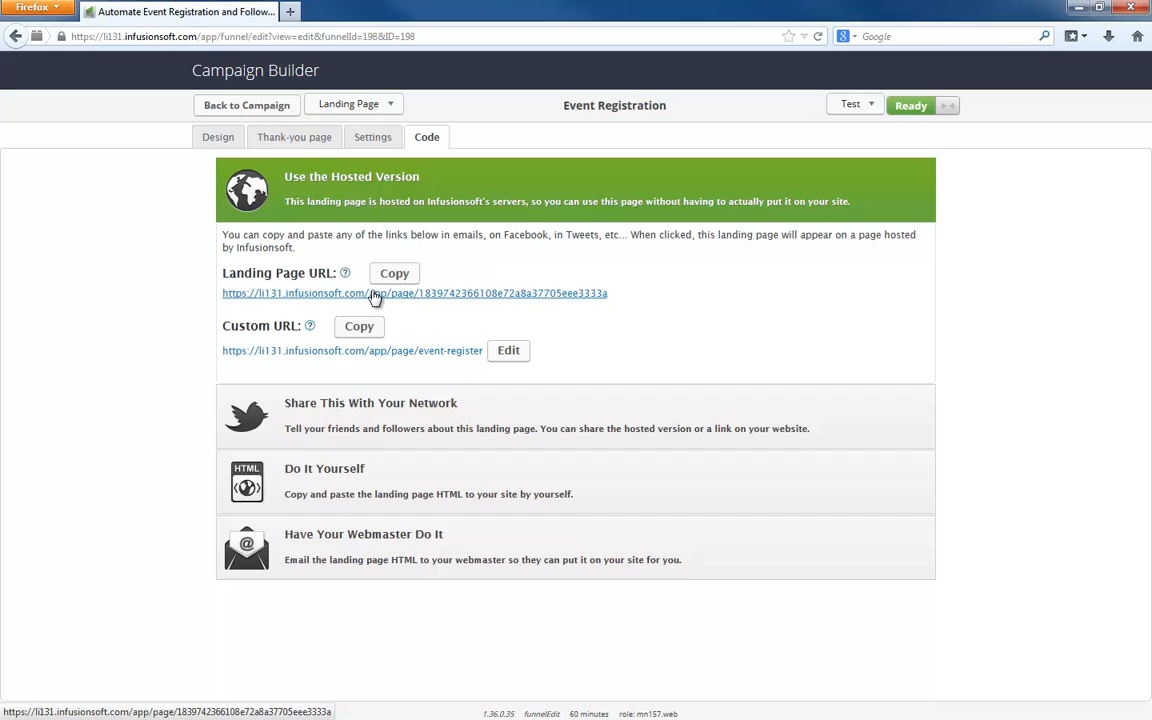 Firefox
Automate Event Registration and Follow...
https://li131.infusionsoft.com/app/funnel/edit?view=edit&funnelId=198&ID=198
Google
Campaign Builder
Back to Campaign
Landing Page
Event Registration
Test
Ready
Design
Thank-you page
Settings
Code
Use the Hosted Version
This landing page is hosted on Infusionsoft's servers, so you can use this page without having to actually put it on your site.
You can copy and paste any of the links below in emails, on Facebook, in Tweets, etc... When clicked, this landing page will appear on a page hosted
by Infusionsoft.
Landing Page URL: ? Copy
https://li131.infusionsoft.com/app/page/1839742366108e72a8a37705eee3333a
Custom URL: ? Copy
https://li131.infusionsoft.com/app/page/event-register Edit
Share This With Your Network
Tell your friends and followers about this landing page. You can share the hosted version or a link on your website.
HTML
Do It Yourself
Copy and paste the landing page HTML to your site by yourself.
@
Have Your Webmaster Do It
Email the landing page HTML to your webmaster so they can put it on your site for you.
https://li131.infusionsoft.com/app/page/1839742366108e72a8a37705eee3333a
1.36.0.35 funnelEdit 60 minutes role: mn157.web